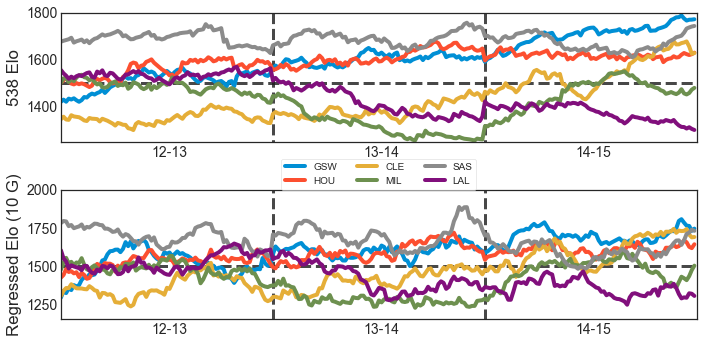 1800
1600
1400
538 Elo
12-13 13-14 14-15
GSW CLE SAS
HOU MIL LAL
2000
1750
1500
1250
Regressed Elo (10 G)
12-13 13-14 14-15